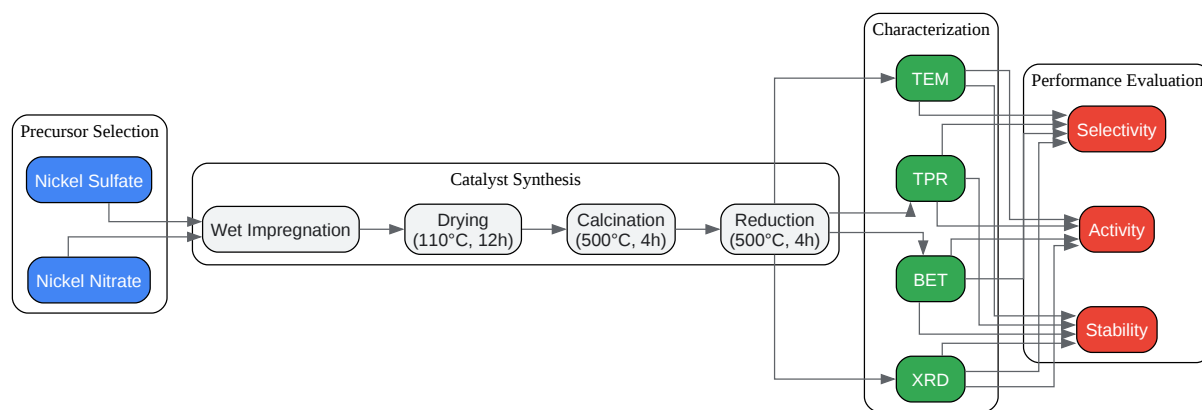 Precursor Selection
Nickel Sulfate
Nickel Nitrate
Catalyst Synthesis
Wet Impregnation
Drying
(110°C, 12h)
Calcination
(500°C, 4h)
Reduction
(500°C, 4h)
Characterization
TEM
TPR
BET
XRD
Performance Evaluation
Selectivity
Activity
Stability